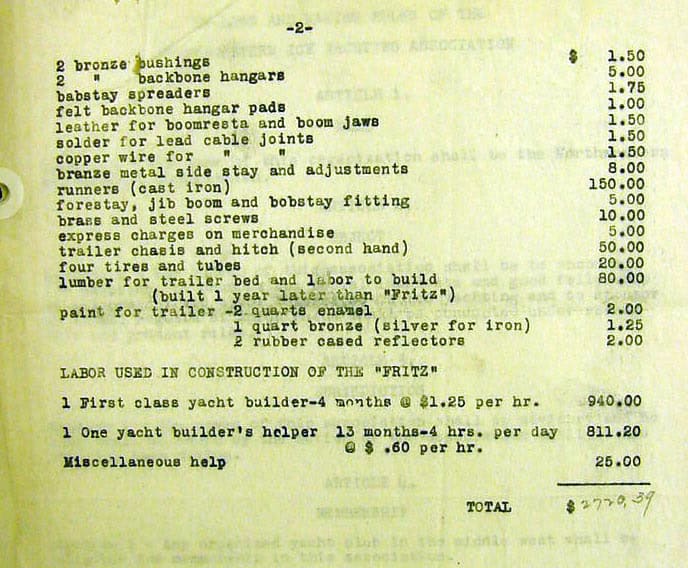 -2-
2 bronze bushings $ 1.50
2 " backbone hangars 5.00
babstay spreaders 1.75
felt backbone hangar pads 1.00
leather for boomresta and boom jaws 1.50
solder for lead cable joints 1.50
copper wire for " " 1.50
branze metal side stay and adjustments 8.00
runners (cast iron) 150.00
forestay, jib boom and bobstay fitting 5.00
brass and steel screws 10.00
express charges on merchandise 5.00
trailer chasis and hitch (second hand) 50.00
four tires and tubes 20.00
lumber for trailer bed and labor to build 80.00
(built 1 year later than "Fritz")
paint for trailer -2 quarts enamel 2.00
1 quart bronze (silver for iron) 1.25
2 rubber cased reflectors 2.00
LABOR USED IN CONSTRUCTION OF THE "FRITZ"
1 First class yacht builder-4 months @ $1.25 per hr. 940.00
1 One yacht builder's helper 13 months-4 hrs. per day 811.20
@ $ .60 per hr.
Miscellaneous help 25.00
TOTAL $2720.39